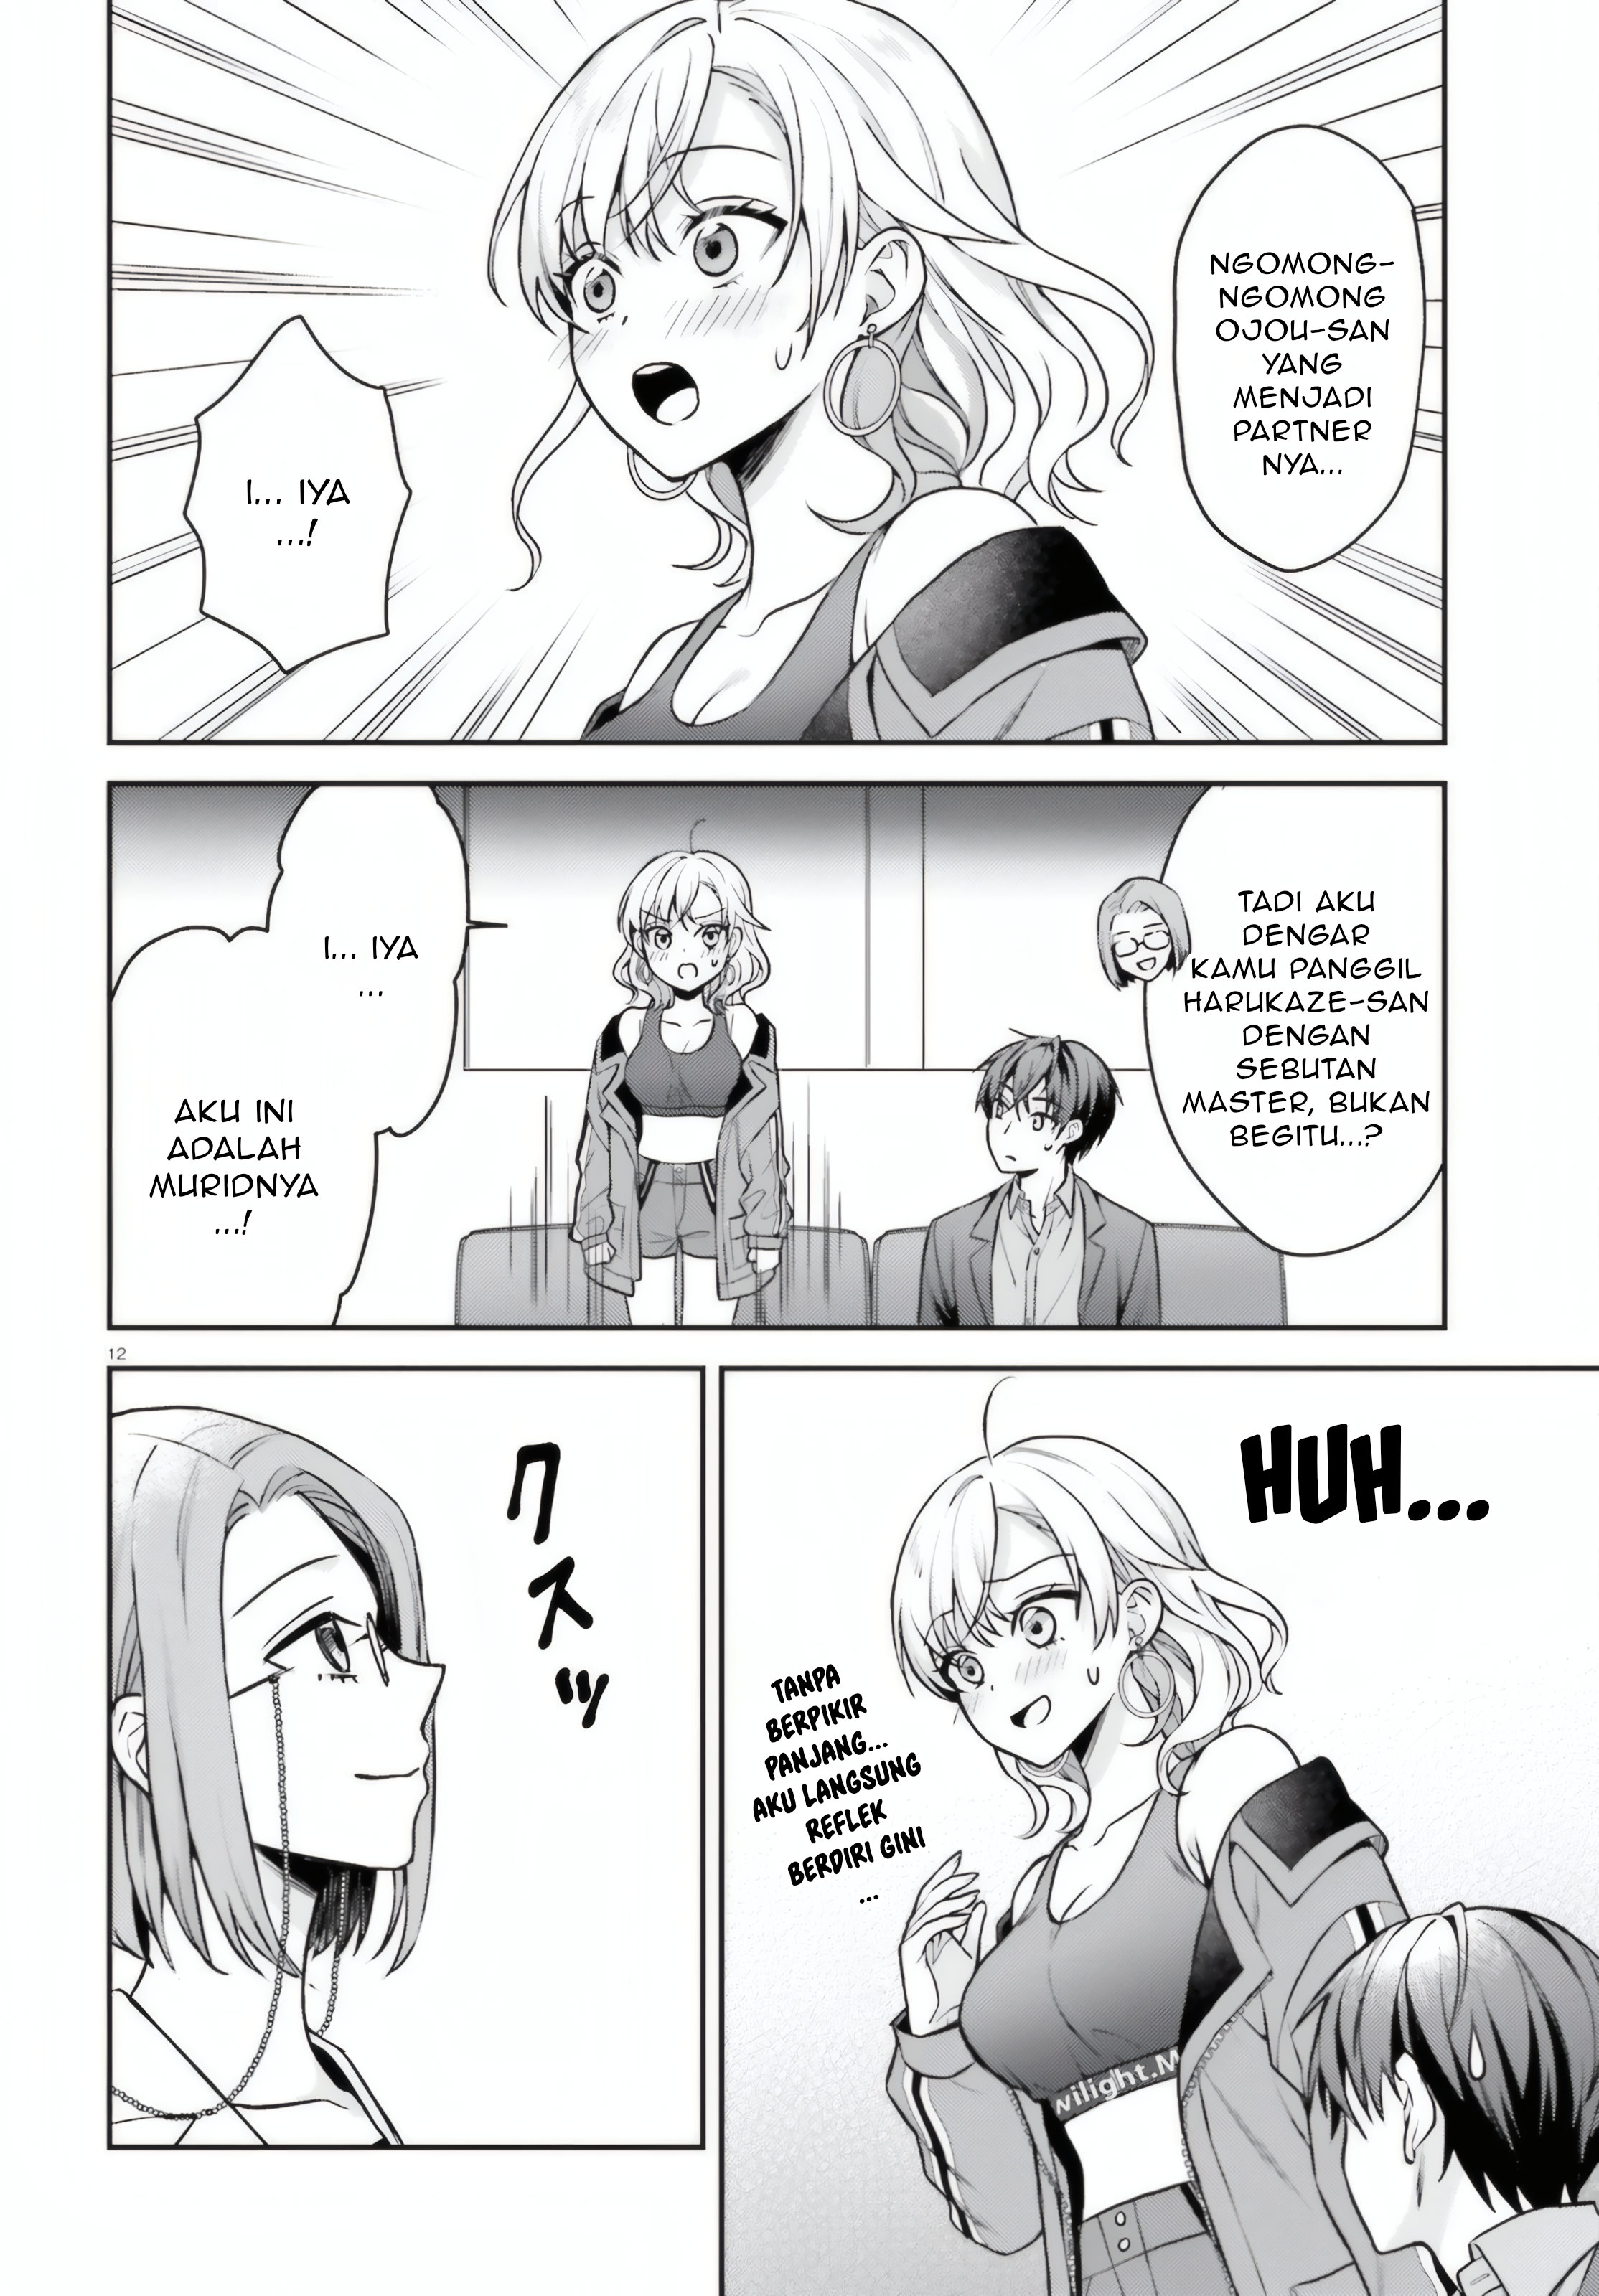 NGOMONG-
NGOMONG
OJOU-SAN
YANG
MENJADI
PARTNER
NYA...
I... IYA
...!
TADI AKU
DENGAR
KAMU PANGGIL
HARUKAZE-SAN
DENGAN
SEBUTAN
MASTER, BUKAN
BEGITU...?
I... IYA
...
AKU INI
ADALAH
MURIDNYA
...!
12
HUH...
TANPA
BERPIKIR
PANJANG...
AKU LANGSUNG
REFLEK
BERDIRI GINI
...
wilight.M
クスッ